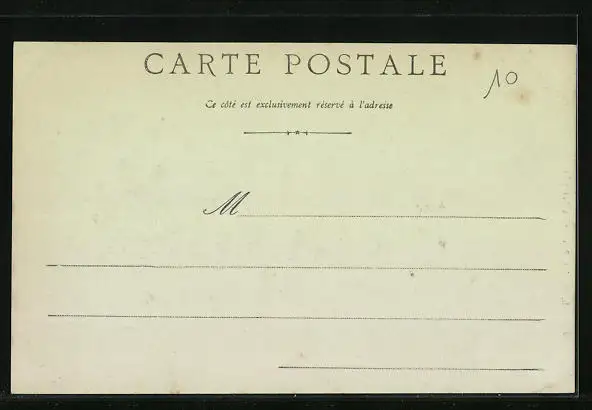 CARTE POSTALE
10
Ce côté est exclusivement réservé à l'adresse
M